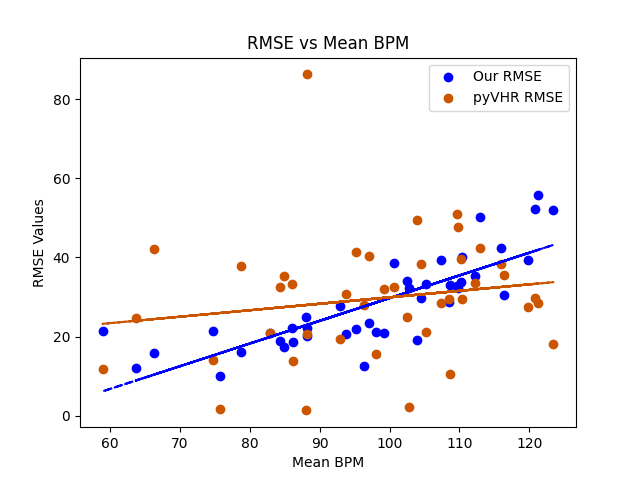 RMSE vs Mean BPM
Our RMSE
pyVHR RMSE
80
60
40
20
0
RMSE Values
60 70 80 90 100 110 120
Mean BPM